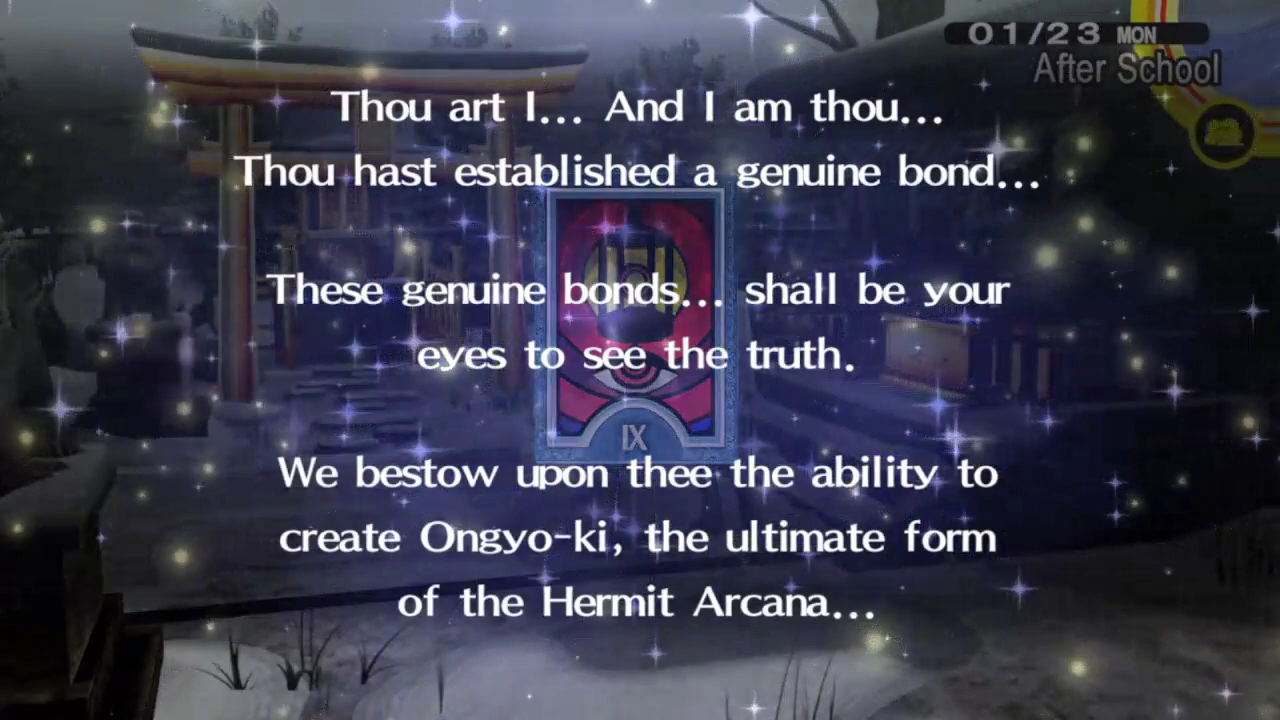 01/23 MON
After School
Thou art I... And I am thou...
Thou hast established a genuine bond...
These genuine bonds... shall be your
eyes to see the truth.
IX
We bestow upon thee the ability to
create Ongyo-ki, the ultimate form
of the Hermit Arcana...